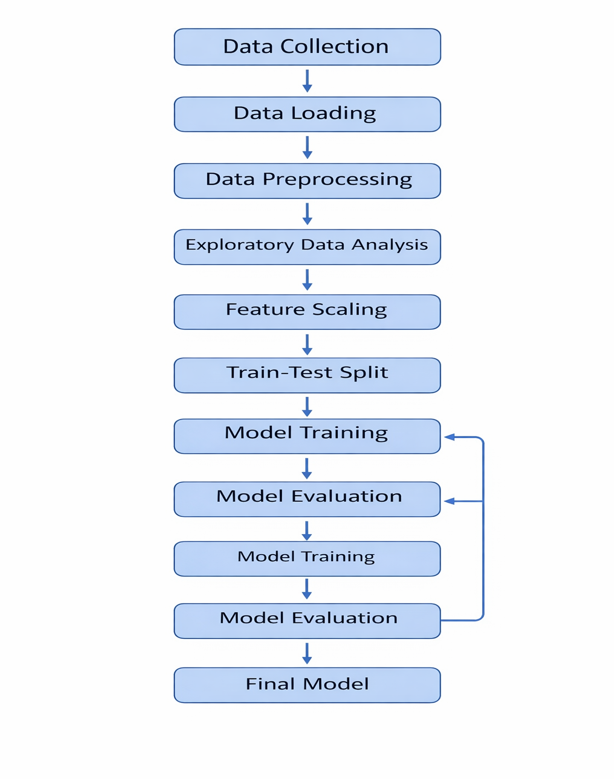 Data Collection
Data Loading
Data Preprocessing
Exploratory Data Analysis
Feature Scaling
Train-Test Split
Model Training
Model Evaluation
Model Training
Model Evaluation
Final Model